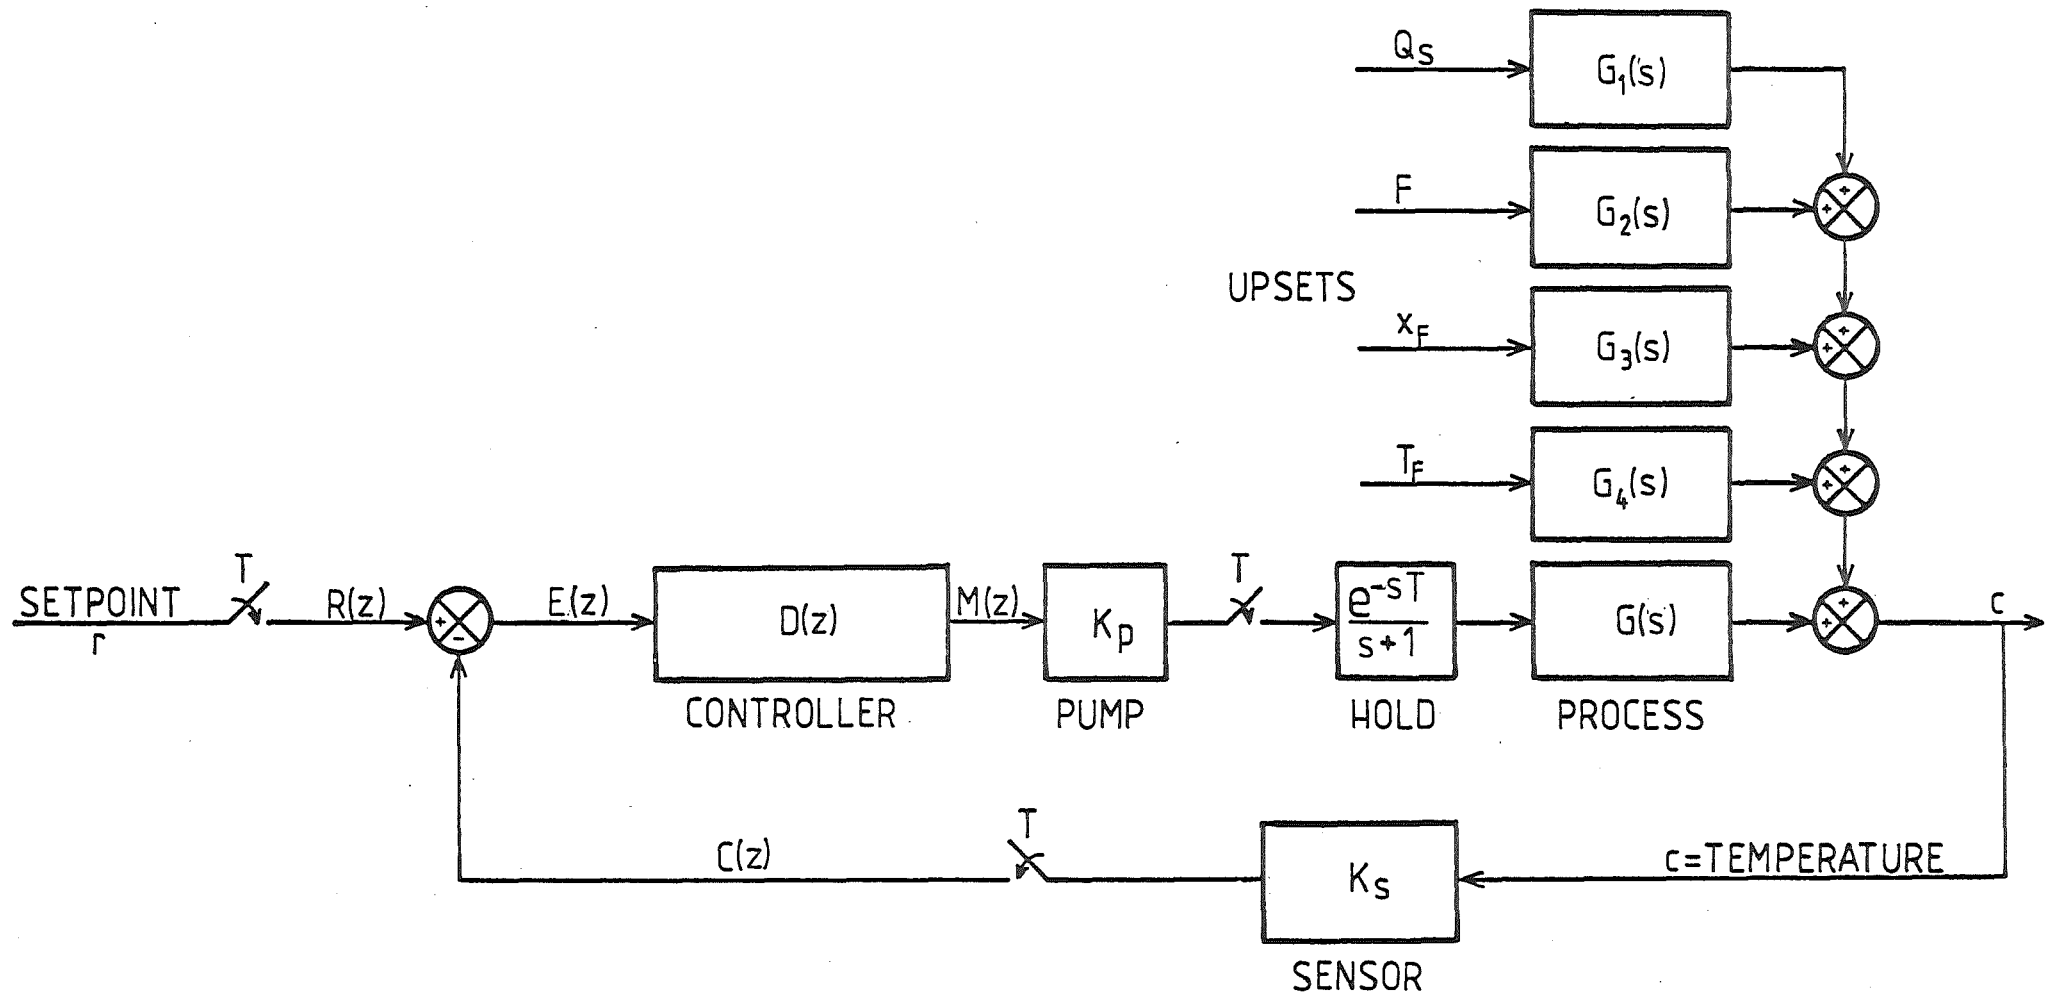 Qs
G1(s)
F
G2(s)
UPSETS
xF
G3(s)
TF
G4(s)
SETPOINT
r
T
R(z)
+
-
E(z)
D(z)
CONTROLLER
M(z)
Kp
PUMP
T
e-sT
s+1
HOLD
G(s)
PROCESS
+
+
+
+
+
+
+
+
c
C(z)
T
Ks
SENSOR
c=TEMPERATURE